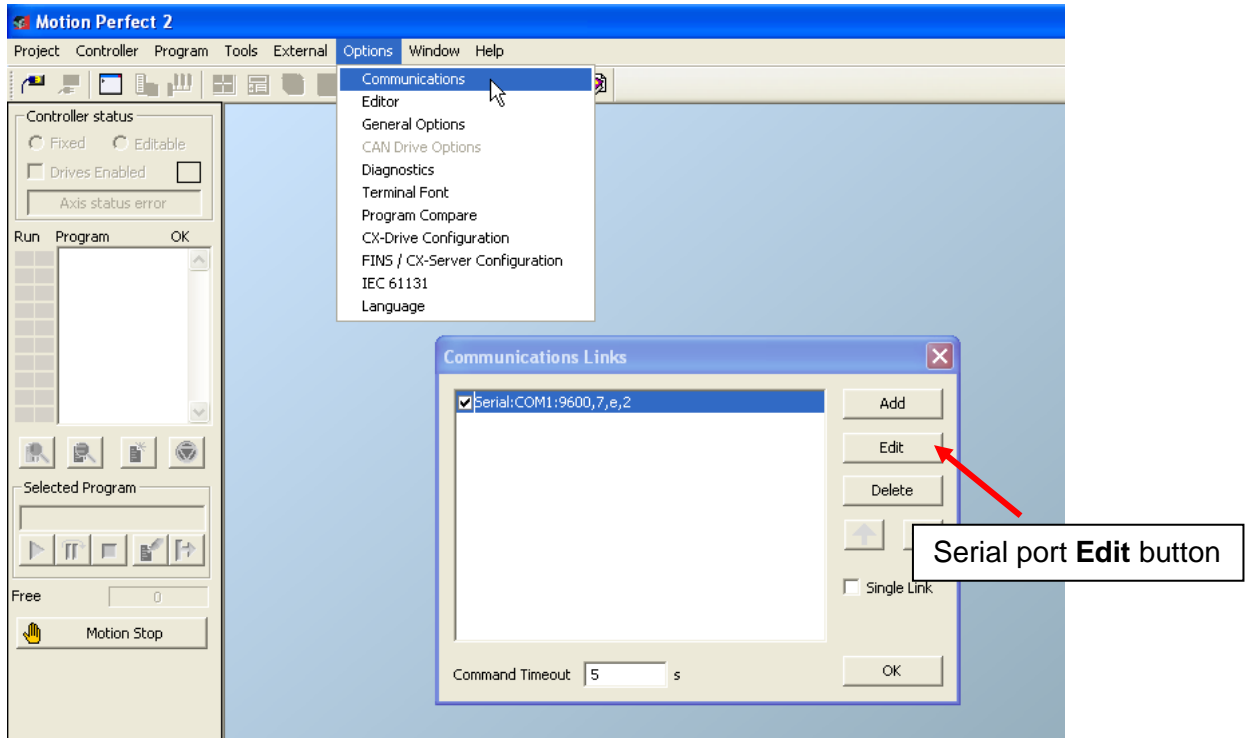 Motion Perfect 2
Project Controller Program Tools External Options Window Help
Communications
Editor
General Options
CAN Drive Options
Diagnostics
Terminal Font
Program Compare
CX-Drive Configuration
FINS / CX-Server Configuration
IEC 61131
Language
Controller status
Fixed Editable
Drives Enabled
Axis status error
Run Program OK
Selected Program
Free 0
Motion Stop
Communications Links
Serial:COM1:9600,7,e,2
Add
Edit
Delete
Serial port Edit button
Single Link
Command Timeout 5 s
OK